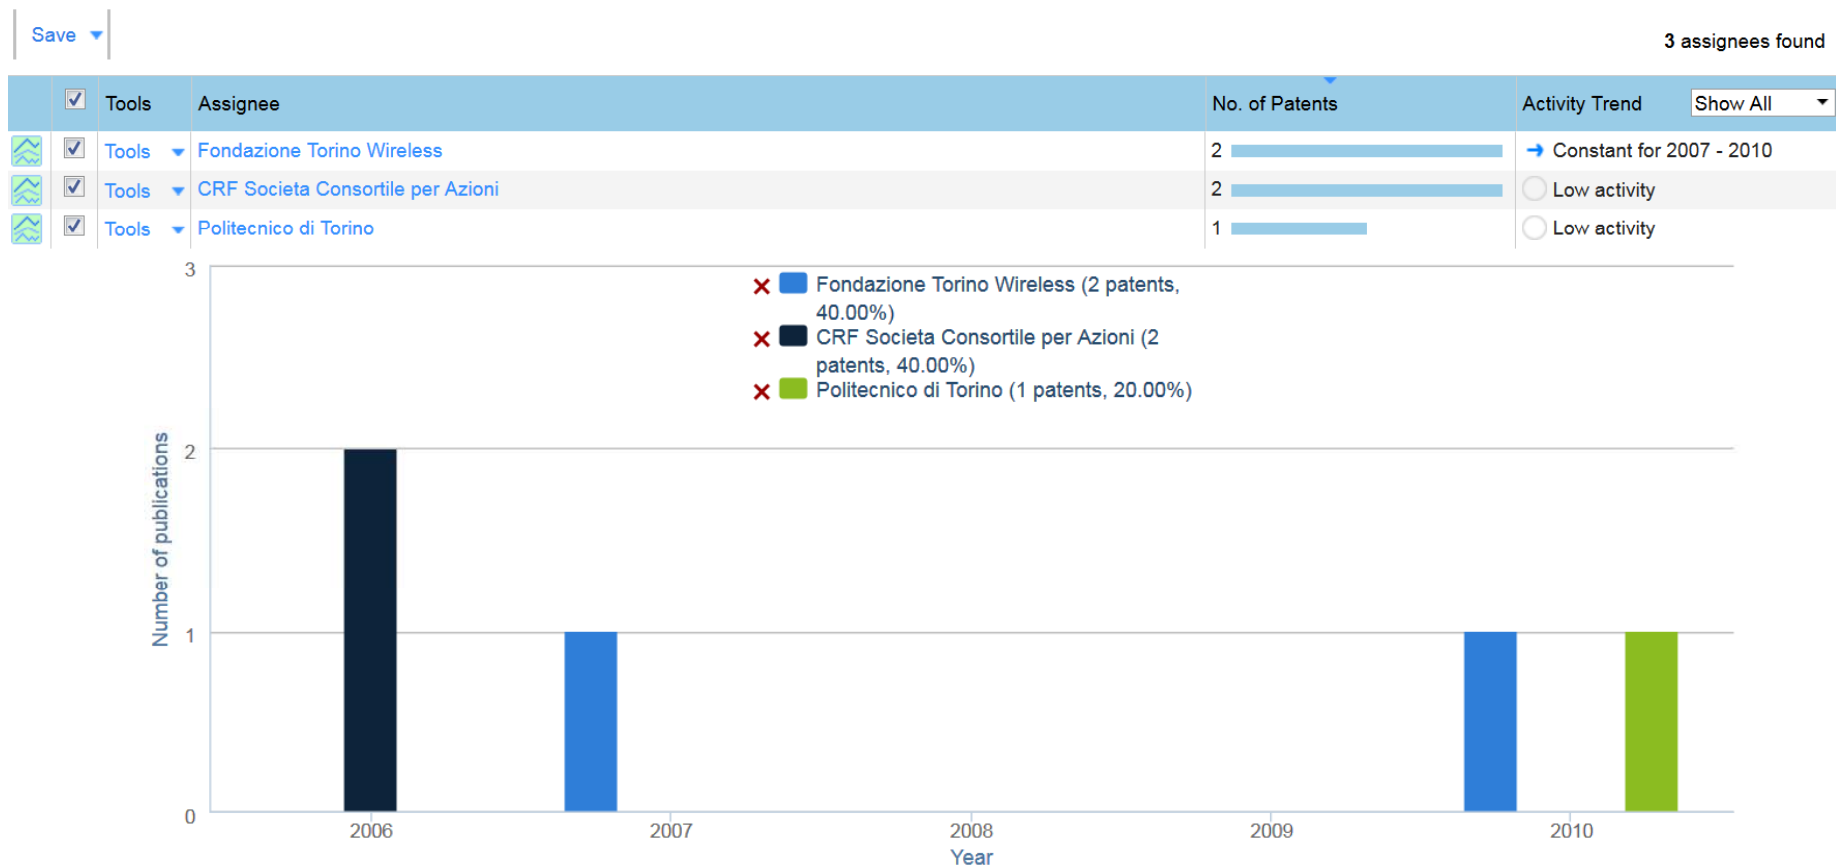 Save
3 assignees found
Tools Assignee No. of Patents Activity Trend Show All
Tools Fondazione Torino Wireless 2 Constant for 2007 - 2010
Tools CRF Societa Consortile per Azioni 2 Low activity
Tools Politecnico di Torino 1 Low activity
Fondazione Torino Wireless (2 patents,
40.00%)
CRF Societa Consortile per Azioni (2
patents, 40.00%)
Politecnico di Torino (1 patents, 20.00%)
Number of publications
3
2
1
0
2006 2007 2008 2009 2010
Year